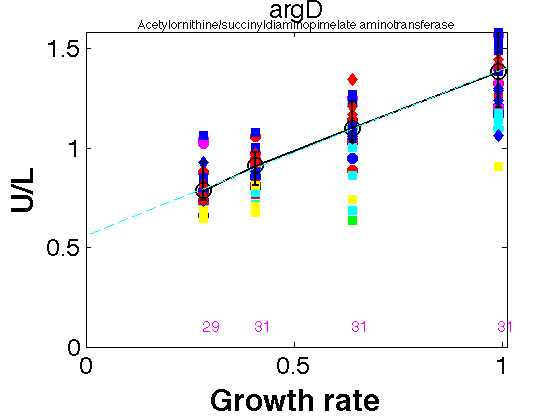 argD
Acetylornithine/succinyldiaminopimelate aminotransferase
1.5
1
0.5
0
U/L
29 31 31 31
0 0.5 1
Growth rate